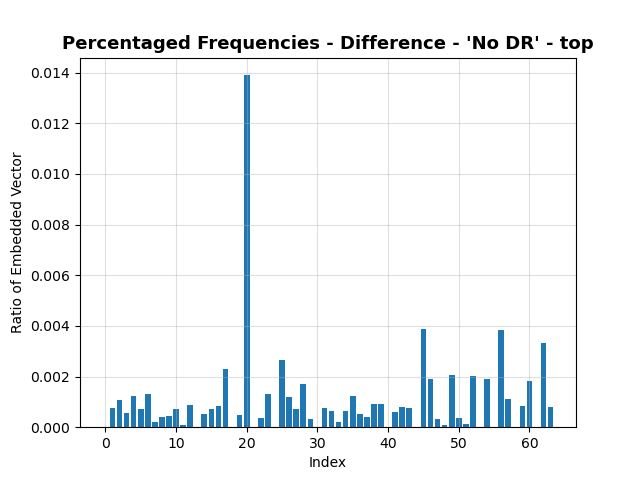 Percentaged Frequencies - Difference - 'No DR' - top
0.014
0.012
0.010
0.008
0.006
0.004
0.002
0.000
Ratio of Embedded Vector
0 10 20 30 40 50 60
Index